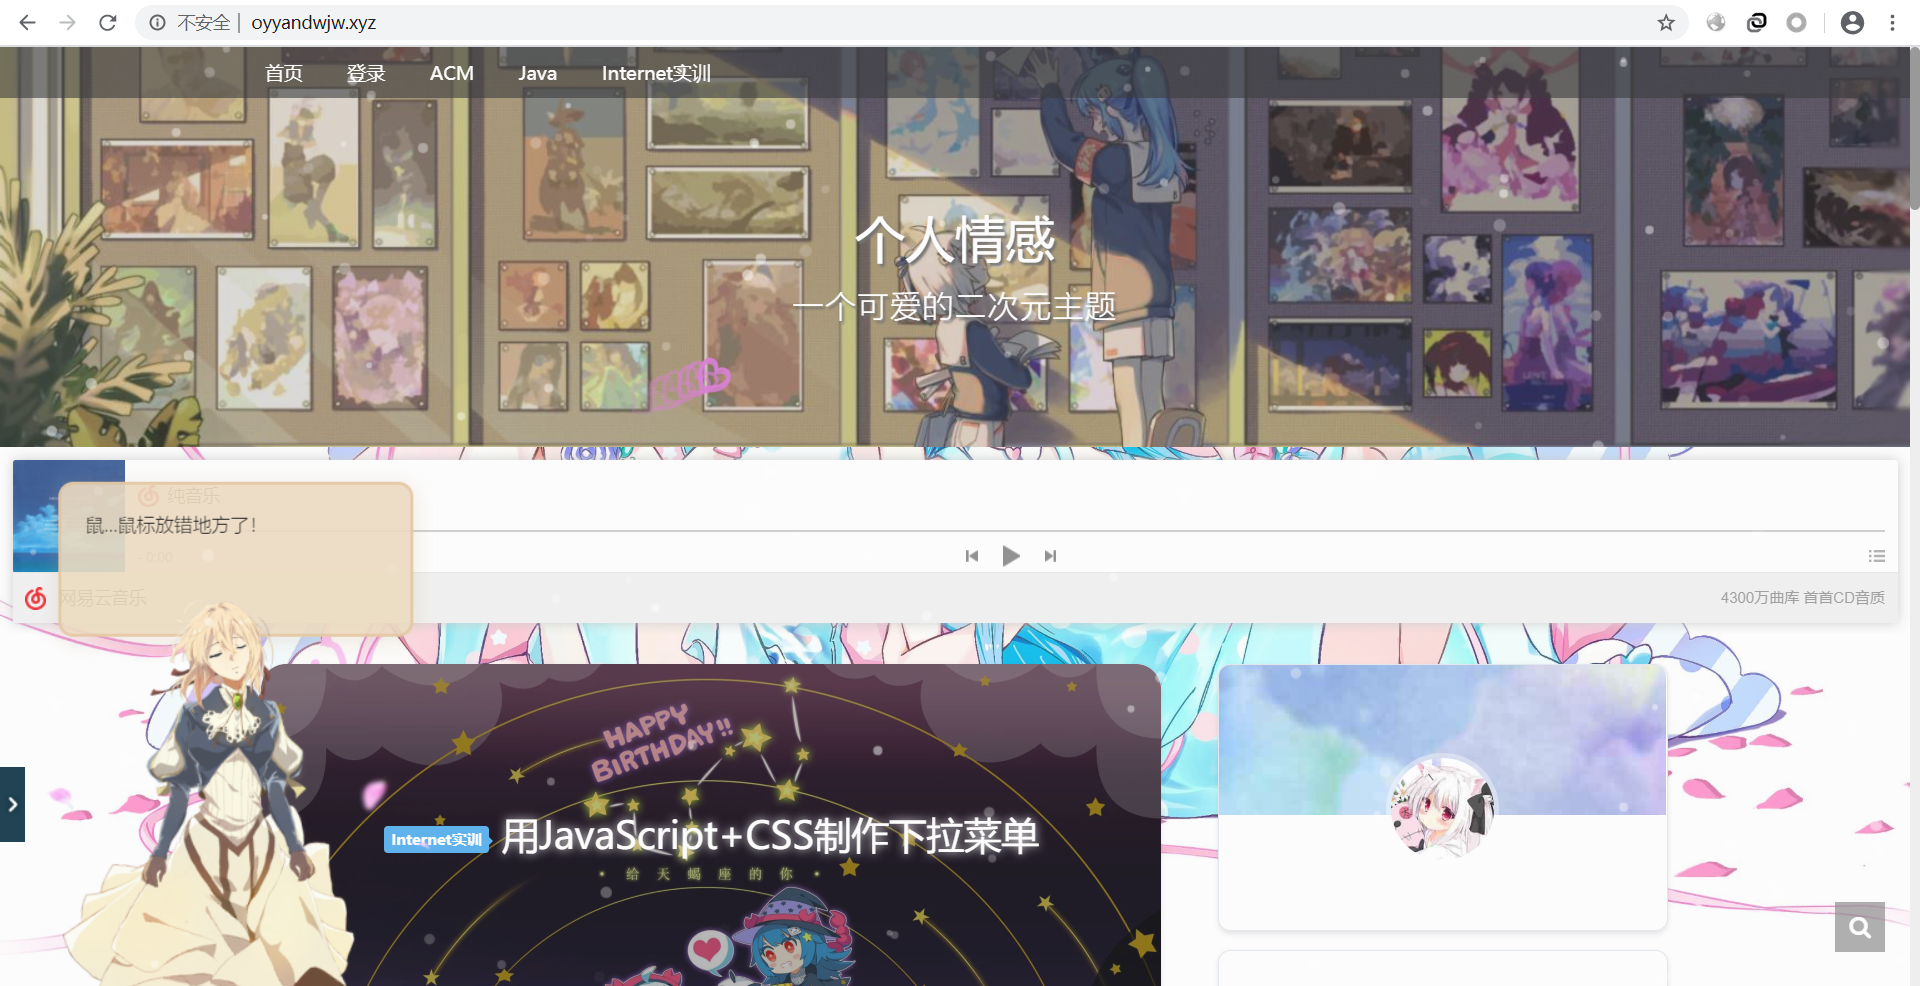 不安全 | oyyandwjw.xyz
首页 登录 ACM Java Internet实训
个人情感
一个可爱的二次元主题
纯音乐
鼠...鼠标放错地方了！
- 0:00
网易云音乐
4300万曲库 首首CD音质
HAPPY
BIRTHDAY!!
Internet实训 用JavaScript+CSS制作下拉菜单
• 给天蝎座的你 •